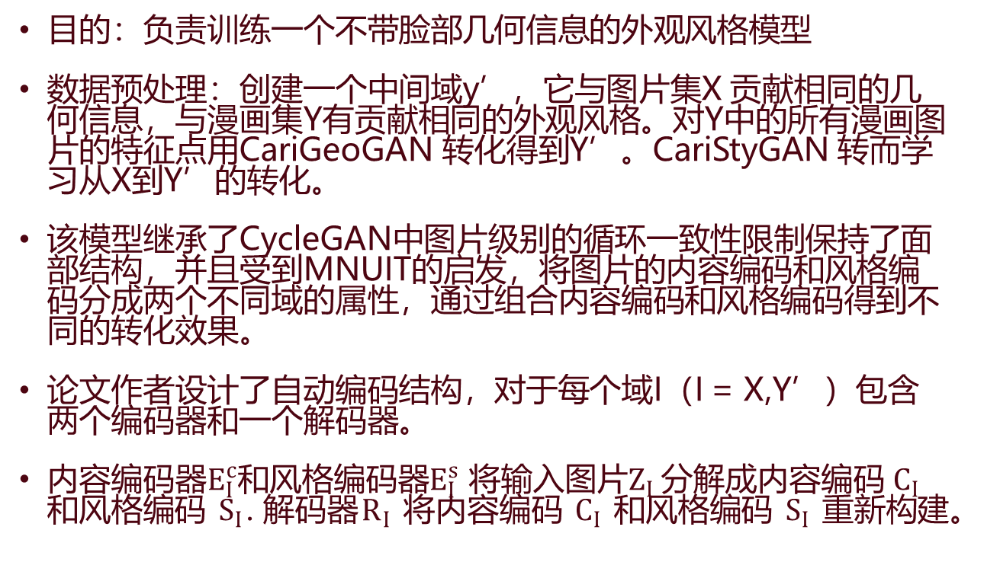 • 目的：负责训练一个不带脸部几何信息的外观风格模型
• 数据预处理：创建一个中间域y′，它与图片集X 贡献相同的几
何信息，与漫画集Y有贡献相同的外观风格。对Y中的所有漫画图
片的特征点用CariGeoGAN 转化得到Y′。CariStyGAN 转而学
习从X到Y′的转化。
• 该模型继承了CycleGAN中图片级别的循环一致性限制保持了面
部结构，并且受到MNUIT的启发，将图片的内容编码和风格编
码分成两个不同域的属性，通过组合内容编码和风格编码得到不
同的转化效果。
• 论文作者设计了自动编码结构，对于每个域I（I = X,Y′）包含
两个编码器和一个解码器。
• 内容编码器E_I^c和风格编码器E_I^s 将输入图片Z_I 分解成内容编码 C_I
和风格编码 S_I. 解码器R_I 将内容编码 C_I 和风格编码 S_I 重新构建。